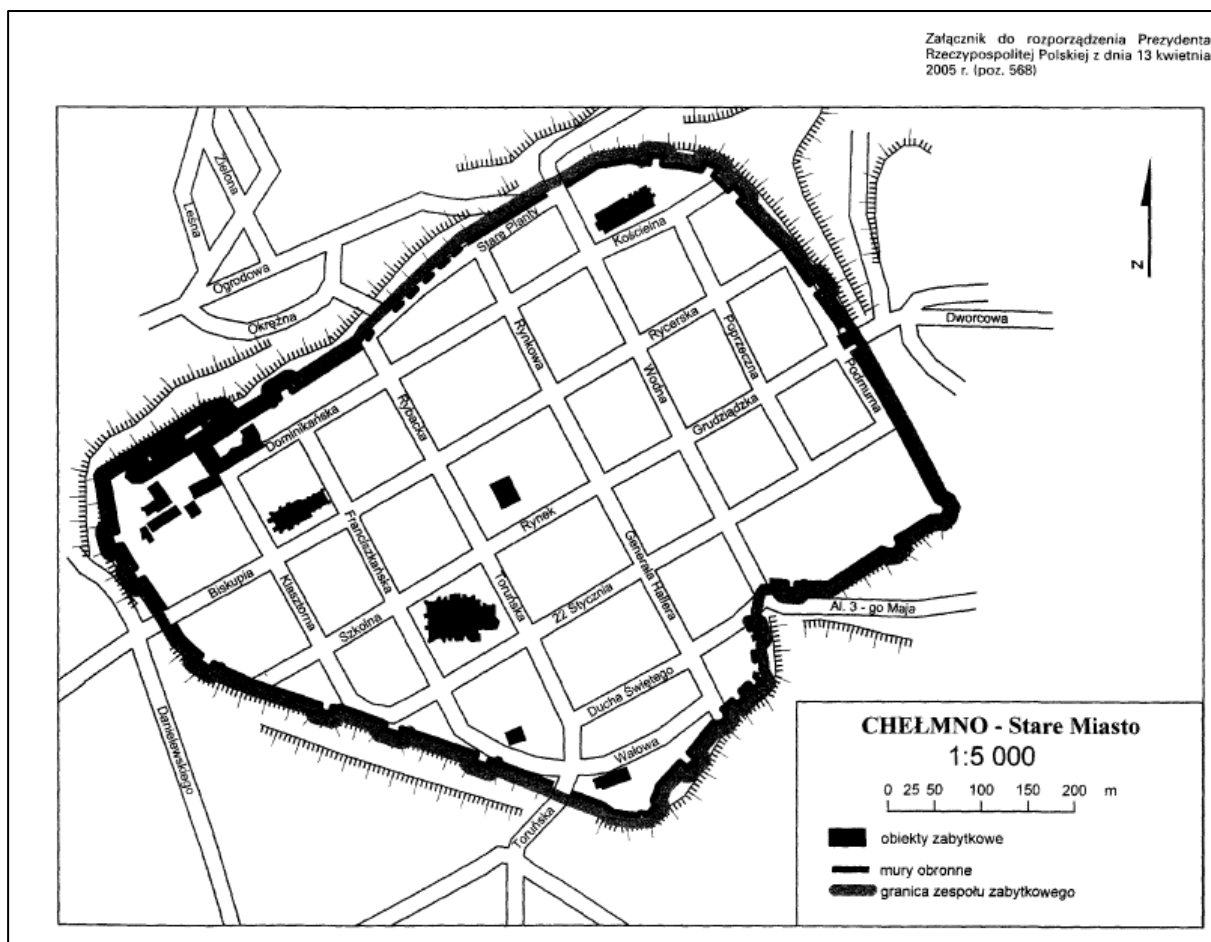 Załącznik do rozporządzenia Prezydenta
Rzeczypospolitej Polskiej z dnia 13 kwietnia
2005 r. (poz. 568)
Zielona
Leśna
Stare Planty
Kościelna
Ogrodowa
N
Okrężna
Rynkowa
Rycerska
Poprzeczna
Dworcowa
Wodna
Podmurna
Rybacka
Dominikańska
Grudziądzka
Rynek
Franciszkańska
Generała Hallera
Biskupia
Klasztorna
Toruńska
22 Stycznia
Szkolna
Al. 3 - go Maja
Ducha Świętego
Danielewskiego
Wałowa
Toruńska
CHEŁMNO - Stare Miasto
1:5 000
0 25 50 100 150 200 m
obiekty zabytkowe
mury obronne
granica zespołu zabytkowego